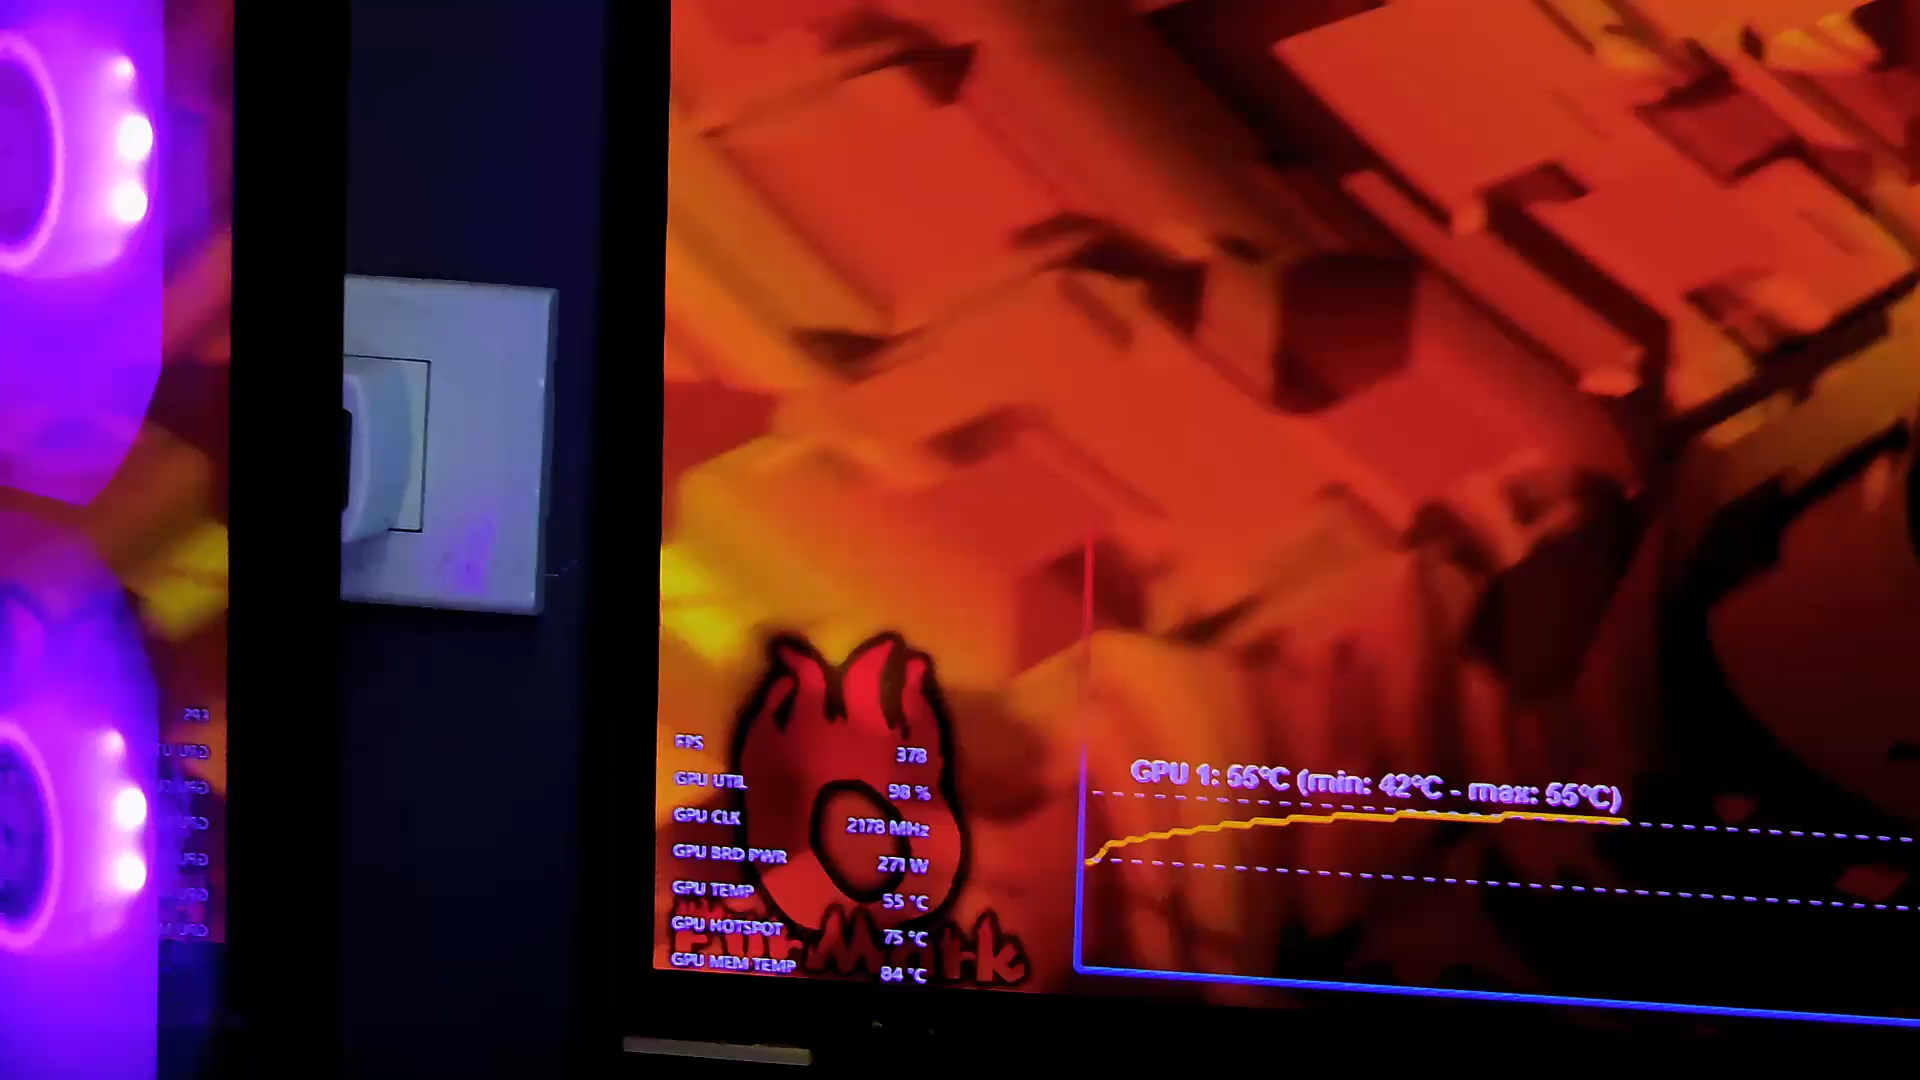 FPS 378
GPU UTIL 98 %
GPU CLK 2178 MHz
GPU BRD PWR 271 W
GPU TEMP 55 °C
GPU HOTSPOT 75 °C
GPU MEM TEMP 84 °C
FurMark
GPU 1: 55°C (min: 42°C - max: 55°C)